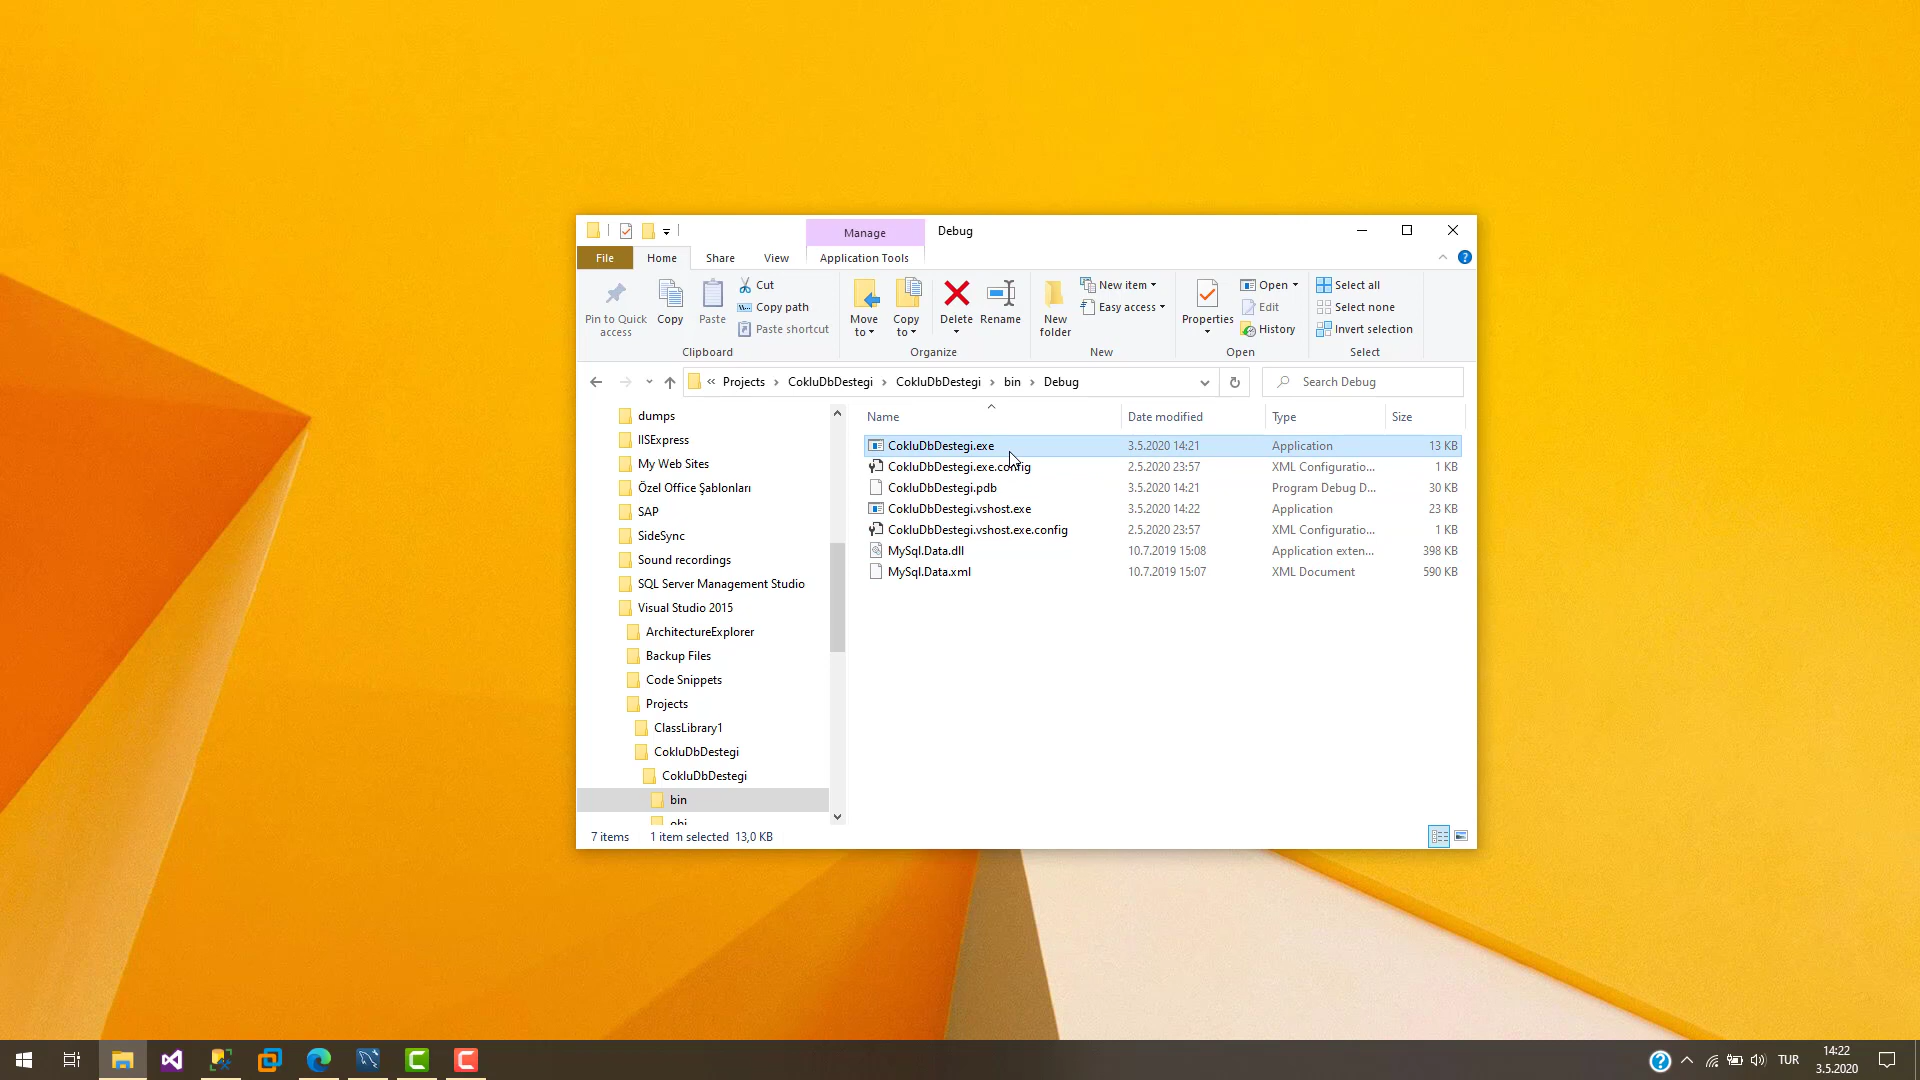 Manage
Debug
File
Home
Share
View
Application Tools
Pin to Quick access
Copy
Paste
Cut
Copy path
Paste shortcut
Clipboard
Move to
Copy to
Delete
Rename
Organize
New folder
New item
Easy access
New
Properties
Open
Edit
History
Open
Select all
Select none
Invert selection
Select
« Projects > CokluDbDestegi > CokluDbDestegi > bin > Debug
Search Debug
dumps
IISExpress
My Web Sites
Özel Office Şablonları
SAP
SideSync
Sound recordings
SQL Server Management Studio
Visual Studio 2015
ArchitectureExplorer
Backup Files
Code Snippets
Projects
ClassLibrary1
CokluDbDestegi
CokluDbDestegi
bin
obj
Name Date modified Type Size
CokluDbDestegi.exe 3.5.2020 14:21 Application 13 KB
CokluDbDestegi.exe.config 2.5.2020 23:57 XML Configuratio... 1 KB
CokluDbDestegi.pdb 3.5.2020 14:21 Program Debug D... 30 KB
CokluDbDestegi.vshost.exe 3.5.2020 14:22 Application 23 KB
CokluDbDestegi.vshost.exe.config 2.5.2020 23:57 XML Configuratio... 1 KB
MySql.Data.dll 10.7.2019 15:08 Application exten... 398 KB
MySql.Data.xml 10.7.2019 15:07 XML Document 590 KB
7 items 1 item selected 13,0 KB
TUR
14:22
3.5.2020